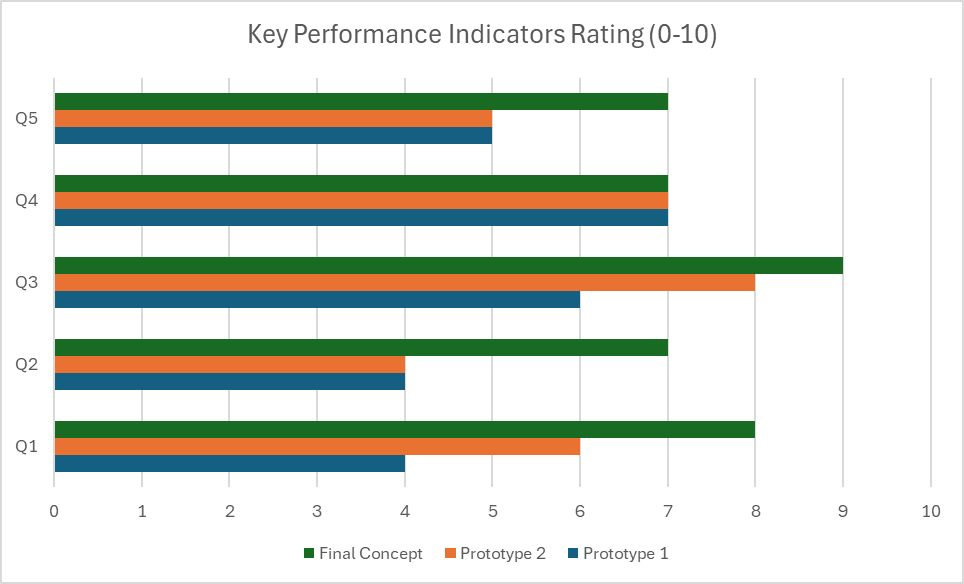 Key Performance Indicators Rating (0-10)
Q5
Q4
Q3
Q2
Q1
0 1 2 3 4 5 6 7 8 9 10
Final Concept Prototype 2 Prototype 1